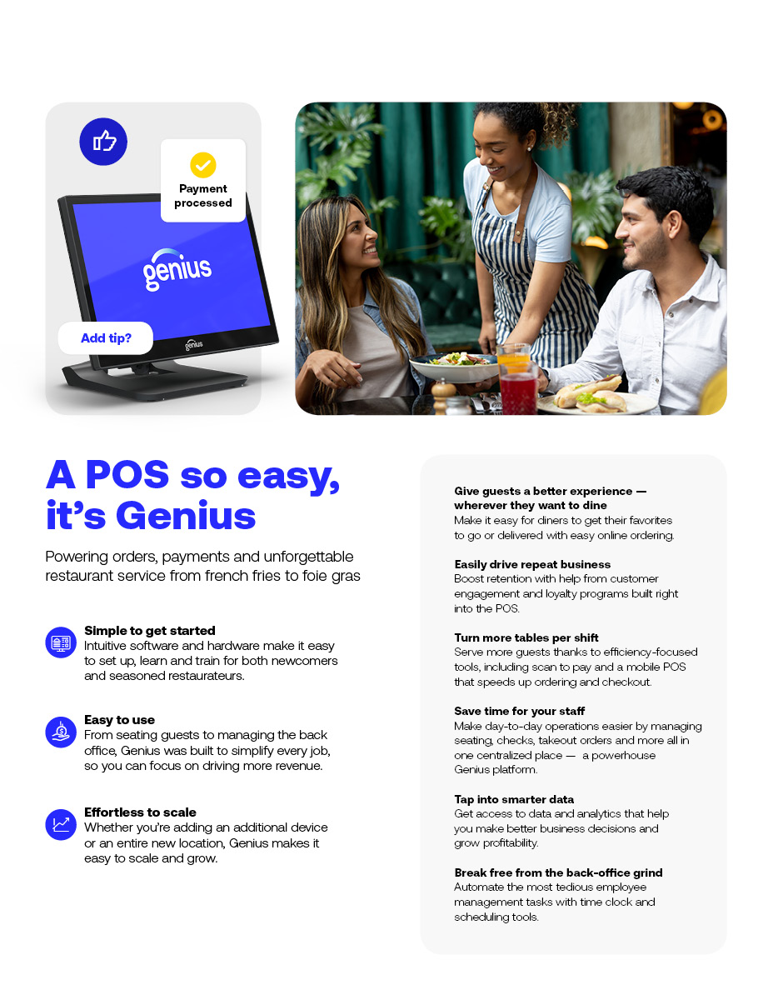 Payment
processed
genius
Add tip?
genius
A POS so easy,
it’s Genius
Powering orders, payments and unforgettable
restaurant service from french fries to foie gras
Simple to get started
Intuitive software and hardware make it easy
to set up, learn and train for both newcomers
and seasoned restaurateurs.
Easy to use
From seating guests to managing the back
office, Genius was built to simplify every job,
so you can focus on driving more revenue.
Effortless to scale
Whether you’re adding an additional device
or an entire new location, Genius makes it
easy to scale and grow.
Give guests a better experience —
wherever they want to dine
Make it easy for diners to get their favorites
to go or delivered with easy online ordering.
Easily drive repeat business
Boost retention with help from customer
engagement and loyalty programs built right
into the POS.
Turn more tables per shift
Serve more guests thanks to efficiency-focused
tools, including scan to pay and a mobile POS
that speeds up ordering and checkout.
Save time for your staff
Make day-to-day operations easier by managing
seating, checks, takeout orders and more all in
one centralized place —  a powerhouse
Genius platform.
Tap into smarter data
Get access to data and analytics that help
you make better business decisions and
grow profitability.
Break free from the back-office grind
Automate the most tedious employee
management tasks with time clock and
scheduling tools.